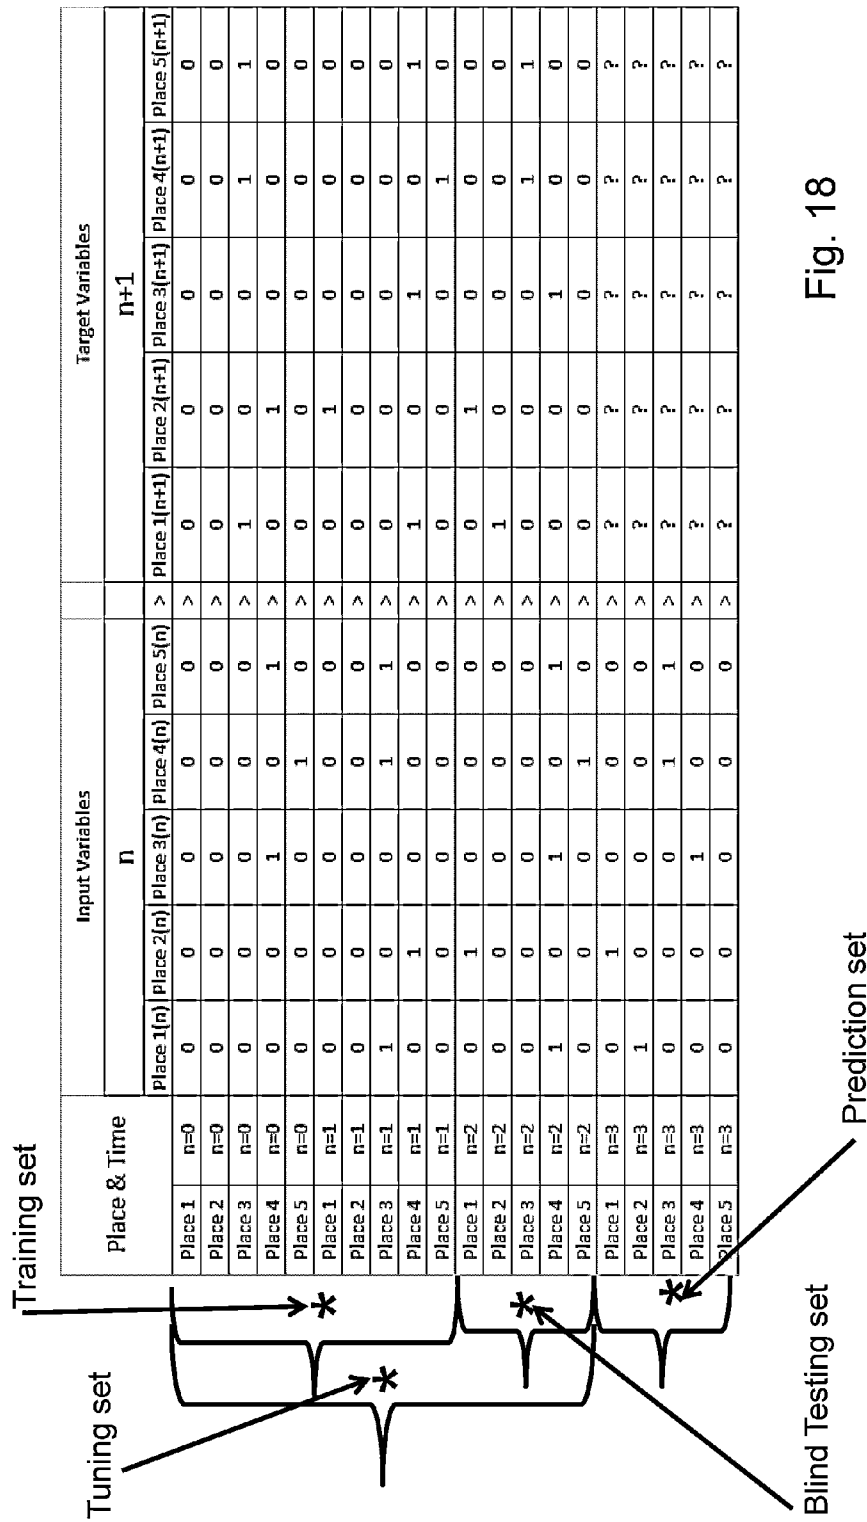 Training set
Tuning set
Blind Testing set
Prediction set
Place & Time Input Variables Target Variables
n n+1
Place 1(n) Place 2(n) Place 3(n) Place 4(n) Place 5(n) > Place 1(n+1) Place 2(n+1) Place 3(n+1) Place 4(n+1) Place 5(n+1)
Place 1 n=0 0 0 0 0 0 > 0 0 0 0 0
Place 2 n=0 0 0 0 0 0 > 0 0 0 0 0
Place 3 n=0 0 0 0 0 0 > 1 0 0 1 1
Place 4 n=0 0 0 1 0 1 > 0 1 0 0 0
Place 5 n=0 0 0 0 1 0 > 0 0 0 0 0
Place 1 n=1 0 0 0 0 0 > 0 1 0 0 0
Place 2 n=1 0 0 0 0 0 > 0 0 0 0 0
Place 3 n=1 1 0 0 1 1 > 0 0 0 0 0
Place 4 n=1 0 1 0 0 0 > 1 0 1 0 1
Place 5 n=1 0 0 0 0 0 > 0 0 0 1 0
Place 1 n=2 0 1 0 0 0 > 0 1 0 0 0
Place 2 n=2 0 0 0 0 0 > 1 0 0 0 0
Place 3 n=2 0 0 0 0 0 > 0 0 0 1 1
Place 4 n=2 1 0 1 0 1 > 0 0 1 0 0
Place 5 n=2 0 0 0 1 0 > 0 0 0 0 0
Place 1 n=3 0 1 0 0 0 > ? ? ? ? ?
Place 2 n=3 1 0 0 0 0 > ? ? ? ? ?
Place 3 n=3 0 0 0 1 1 > ? ? ? ? ?
Place 4 n=3 0 0 1 0 0 > ? ? ? ? ?
Place 5 n=3 0 0 0 0 0 > ? ? ? ? ?
* * * *
Fig. 18